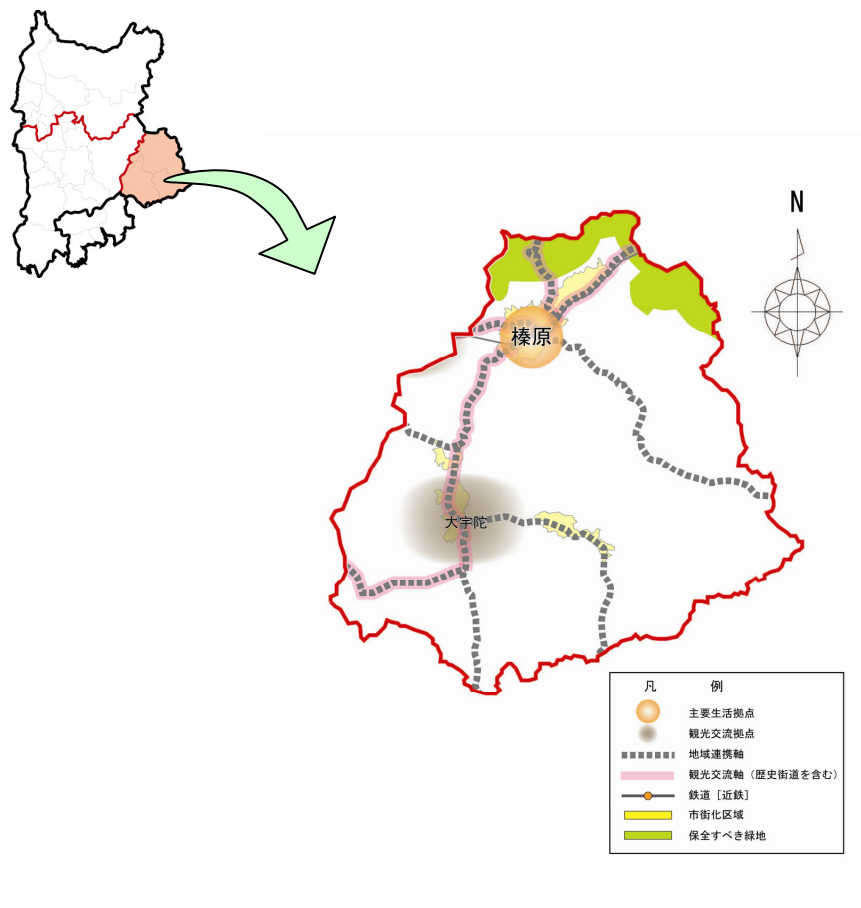 N
榛原
大宇陀
凡 例
主要生活拠点
観光交流拠点
地域連携軸
観光交流軸（歴史街道を含む）
鉄道［近鉄］
市街化区域
保全すべき緑地